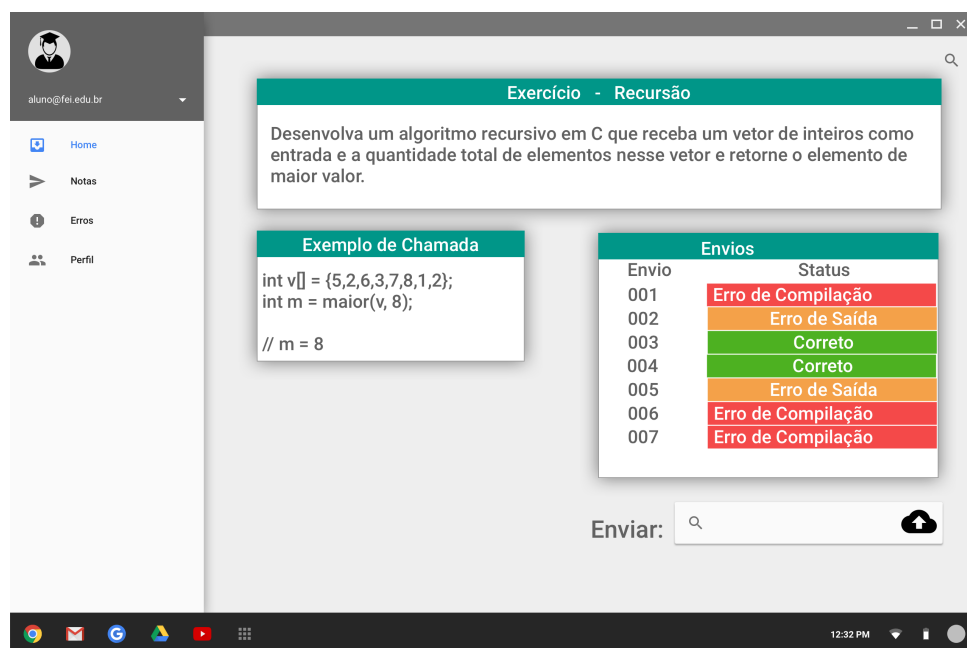 aluno@fei.edu.br
Home
Notas
Erros
Perfil
Exercício - Recursão
Desenvolva um algoritmo recursivo em C que receba um vetor de inteiros como
entrada e a quantidade total de elementos nesse vetor e retorne o elemento de
maior valor.
Exemplo de Chamada
int v[] = {5,2,6,3,7,8,1,2};
int m = maior(v, 8);
// m = 8
Envios
Envio Status
001 Erro de Compilação
002 Erro de Saída
003 Correto
004 Correto
005 Erro de Saída
006 Erro de Compilação
007 Erro de Compilação
Enviar:
12:32 PM